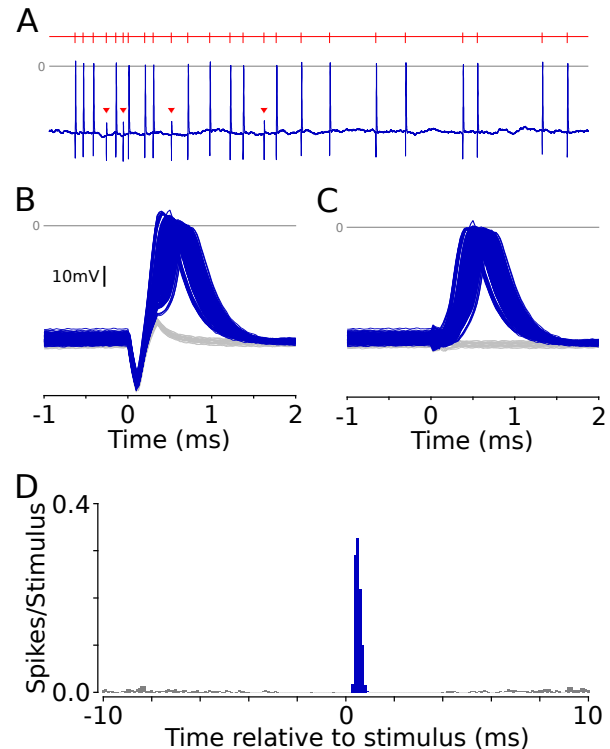 A
0
B
C
0
0
10mV
-1 0 1 2
-1 0 1 2
Time (ms)
Time (ms)
D
0.4
0.0
Spikes/Stimulus
-10 0 10
Time relative to stimulus (ms)